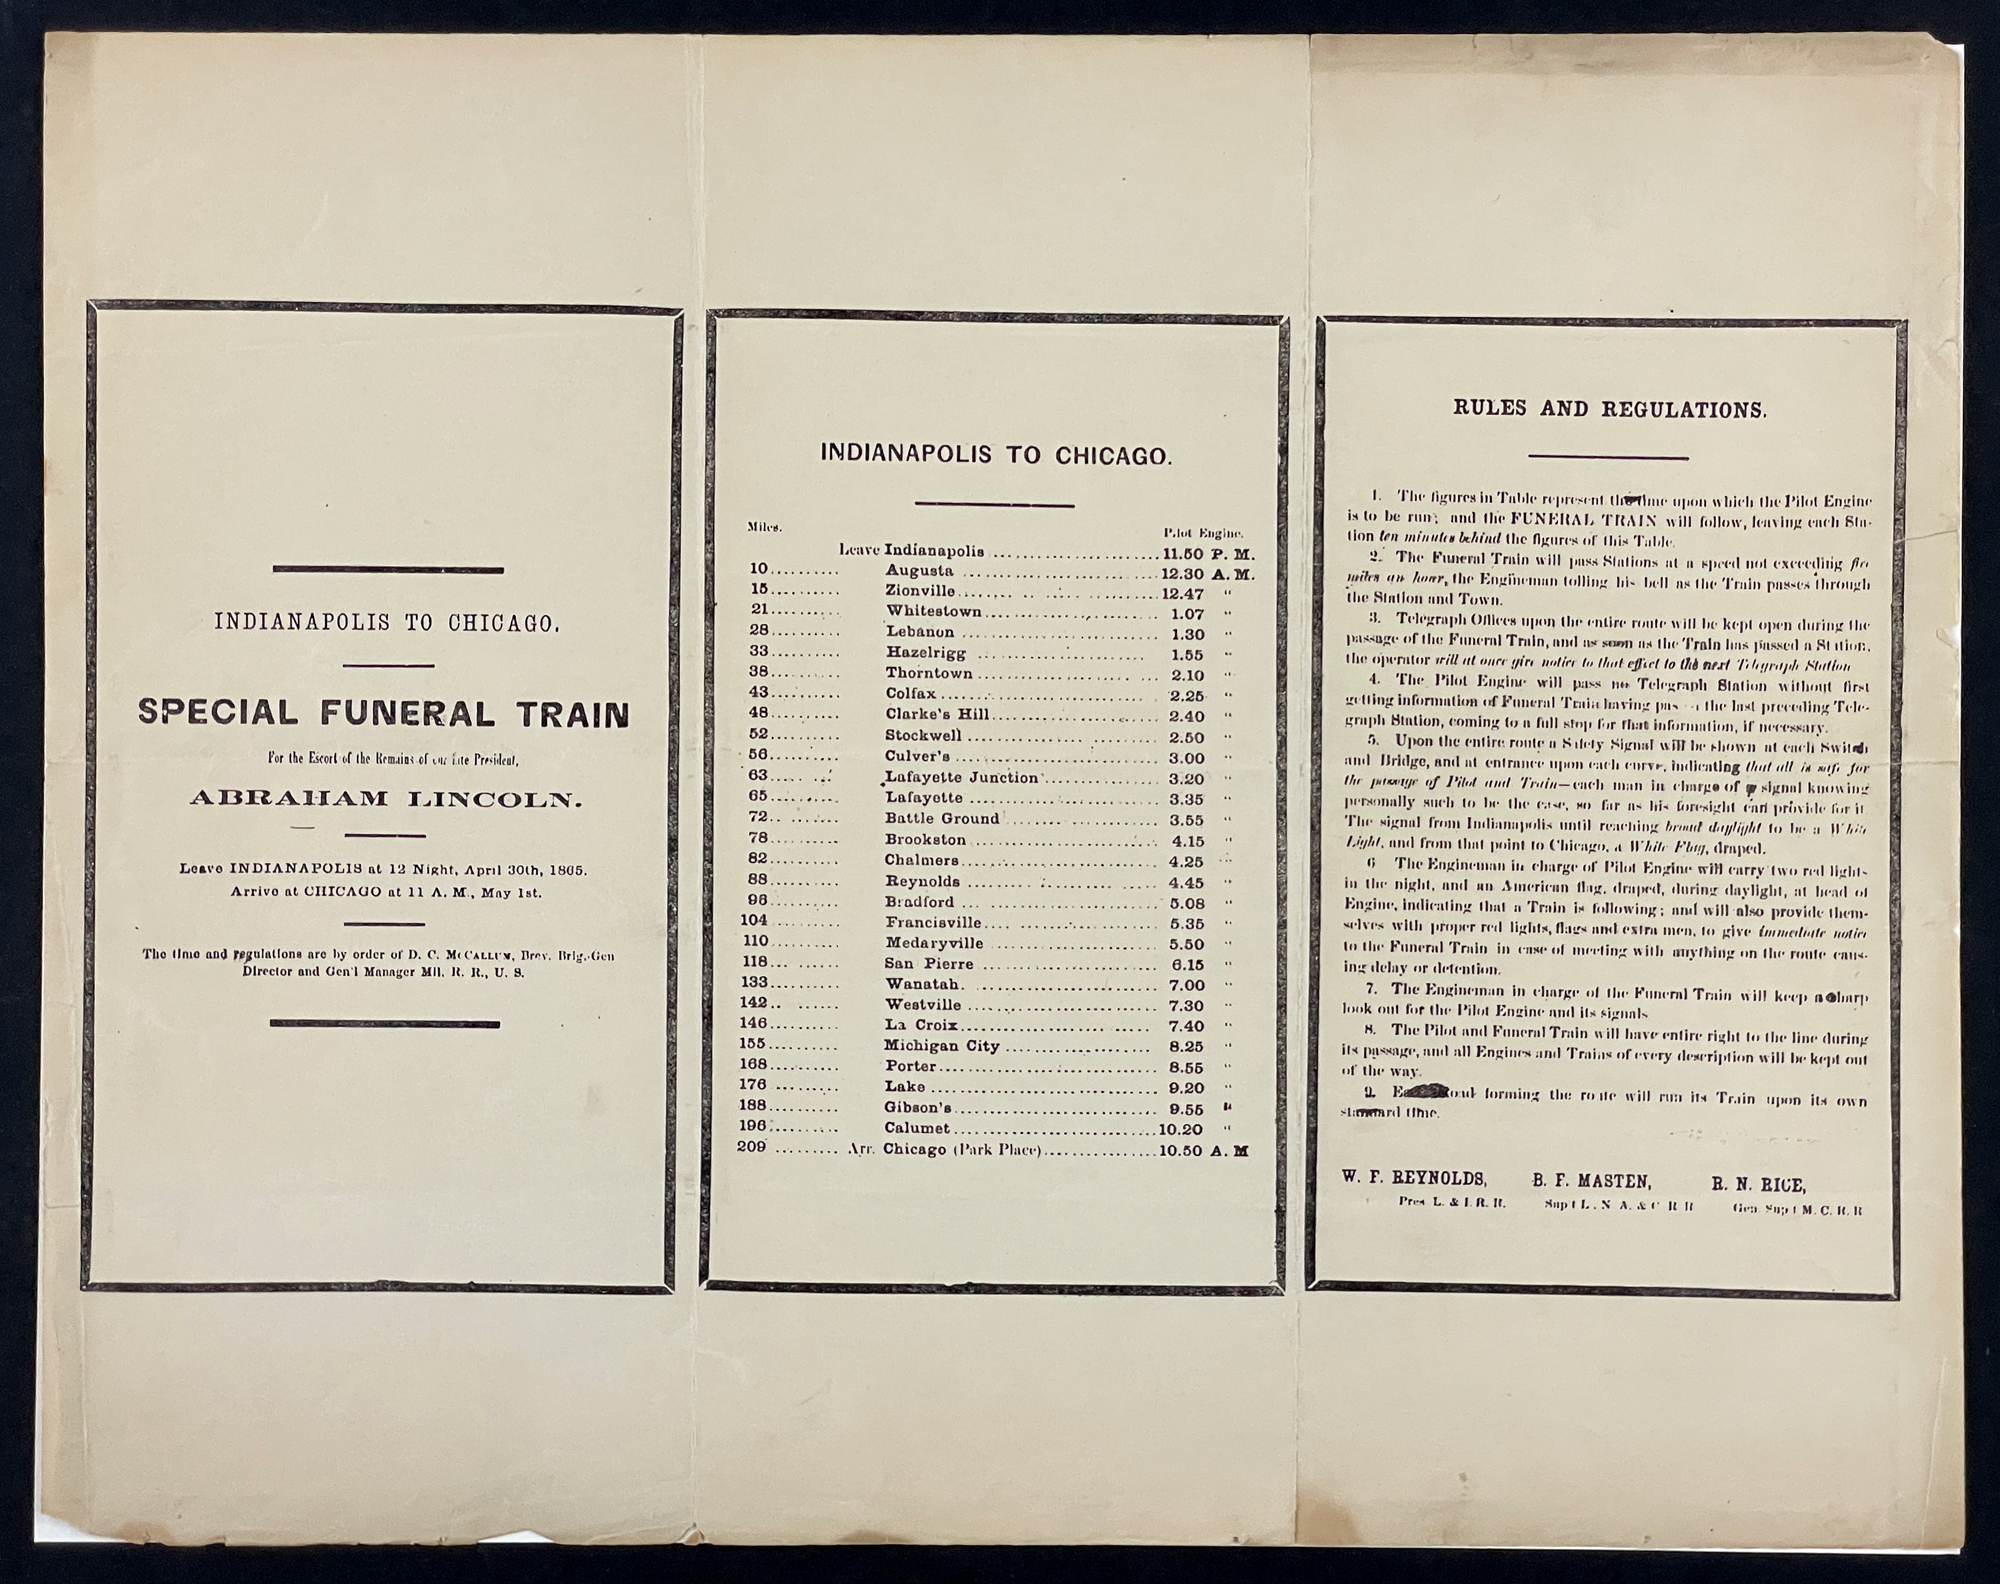 INDIANAPOLIS TO CHICAGO.
SPECIAL FUNERAL TRAIN
For the Escort of the Remains of our late President,
ABRAHAM LINCOLN.
Leave INDIANAPOLIS at 12 Night, April 30th, 1865.
Arrive at CHICAGO at 11 A. M., May 1st.
The time and regulations are by order of D. C. McCALLUM, Brev. Brig.-Gen
Director and Gen'l Manager Mil. R. R., U. S.
INDIANAPOLIS TO CHICAGO.
Miles. Pilot Engine.
Leave Indianapolis ........................ 11.50 P. M.
10.......... Augusta ........................ 12.30 A. M.
15.......... Zionville........................ 12.47 "
21.......... Whitestown........................ 1.07 "
28.......... Lebanon ........................ 1.30 "
33.......... Hazelrigg ........................ 1.55 "
38.......... Thorntown ........................ 2.10 "
43.......... Colfax ........................ 2.25 "
48.......... Clarke's Hill........................ 2.40 "
52.......... Stockwell ........................ 2.50 "
56.......... Culver's ........................ 3.00 "
63.......... Lafayette Junction........................ 3.20 "
65.......... Lafayette ........................ 3.35 "
72.......... Battle Ground ........................ 3.55 "
78.......... Brookston ........................ 4.15 "
82.......... Chalmers........................ 4.25 "
88.......... Reynolds ........................ 4.45 "
96.......... Bradford ........................ 5.08 "
104.......... Francisville........................ 5.35 "
110.......... Medaryville ........................ 5.50 "
118.......... San Pierre ........................ 6.15 "
133.......... Wanatah. ........................ 7.00 "
142.......... Westville ........................ 7.30 "
146.......... La Croix........................ 7.40 "
155.......... Michigan City ........................ 8.25 "
168.......... Porter........................ 8.55 "
176.......... Lake ........................ 9.20 "
188.......... Gibson's........................ 9.55 "
196.......... Calumet........................ 10.20 "
209 ......... Arr. Chicago (Park Place)................. 10.50 A. M
RULES AND REGULATIONS.
1. The figures in Table represent the time upon which the Pilot Engine
is to be run; and the FUNERAL TRAIN will follow, leaving each Sta-
tion ten minutes behind the figures of this Table.
2. The Funeral Train will pass Stations at a speed not exceeding five
miles an hour, the Engineman tolling his bell as the Train passes through
the Station and Town.
3. Telegraph Offices upon the entire route will be kept open during the
passage of the Funeral Train, and as soon as the Train has passed a Station,
the operator will at once give notice to that effect to the next Telegraph Station
4. The Pilot Engine will pass no Telegraph Station without first
getting information of Funeral Train having pas the last preceding Tele-
graph Station, coming to a full stop for that information, if necessary.
5. Upon the entire route a Safety Signal will be shown at each Switch
and Bridge, and at entrance upon each curve, indicating that all is safe for
the passage of Pilot and Train—each man in charge of signal knowing
personally such to be the case, so far as his foresight can provide for it
The signal from Indianapolis until reaching broad daylight to be a White
Light, and from that point to Chicago, a White Flag, draped.
6 The Engineman in charge of Pilot Engine will carry two red lights
in the night, and an American flag, draped, during daylight, at head of
Engine, indicating that a Train is following; and will also provide them-
selves with proper red lights, flags and extra men, to give immediate notice
to the Funeral Train in case of meeting with anything on the route caus-
ing delay or detention.
7. The Engineman in charge of the Funeral Train will keep a sharp
look out for the Pilot Engine and its signals
8. The Pilot and Funeral Train will have entire right to the line during
its passage, and all Engines and Trains of every description will be kept out
of the way.
9. Each Road forming the route will run its Train upon its own
standard time.
W. F. REYNOLDS, B. F. MASTEN, R. N. RICE,
Pres L. & I. R. R. Sup't L. N. A. & C R R Gen. Sup't M. C. R. R